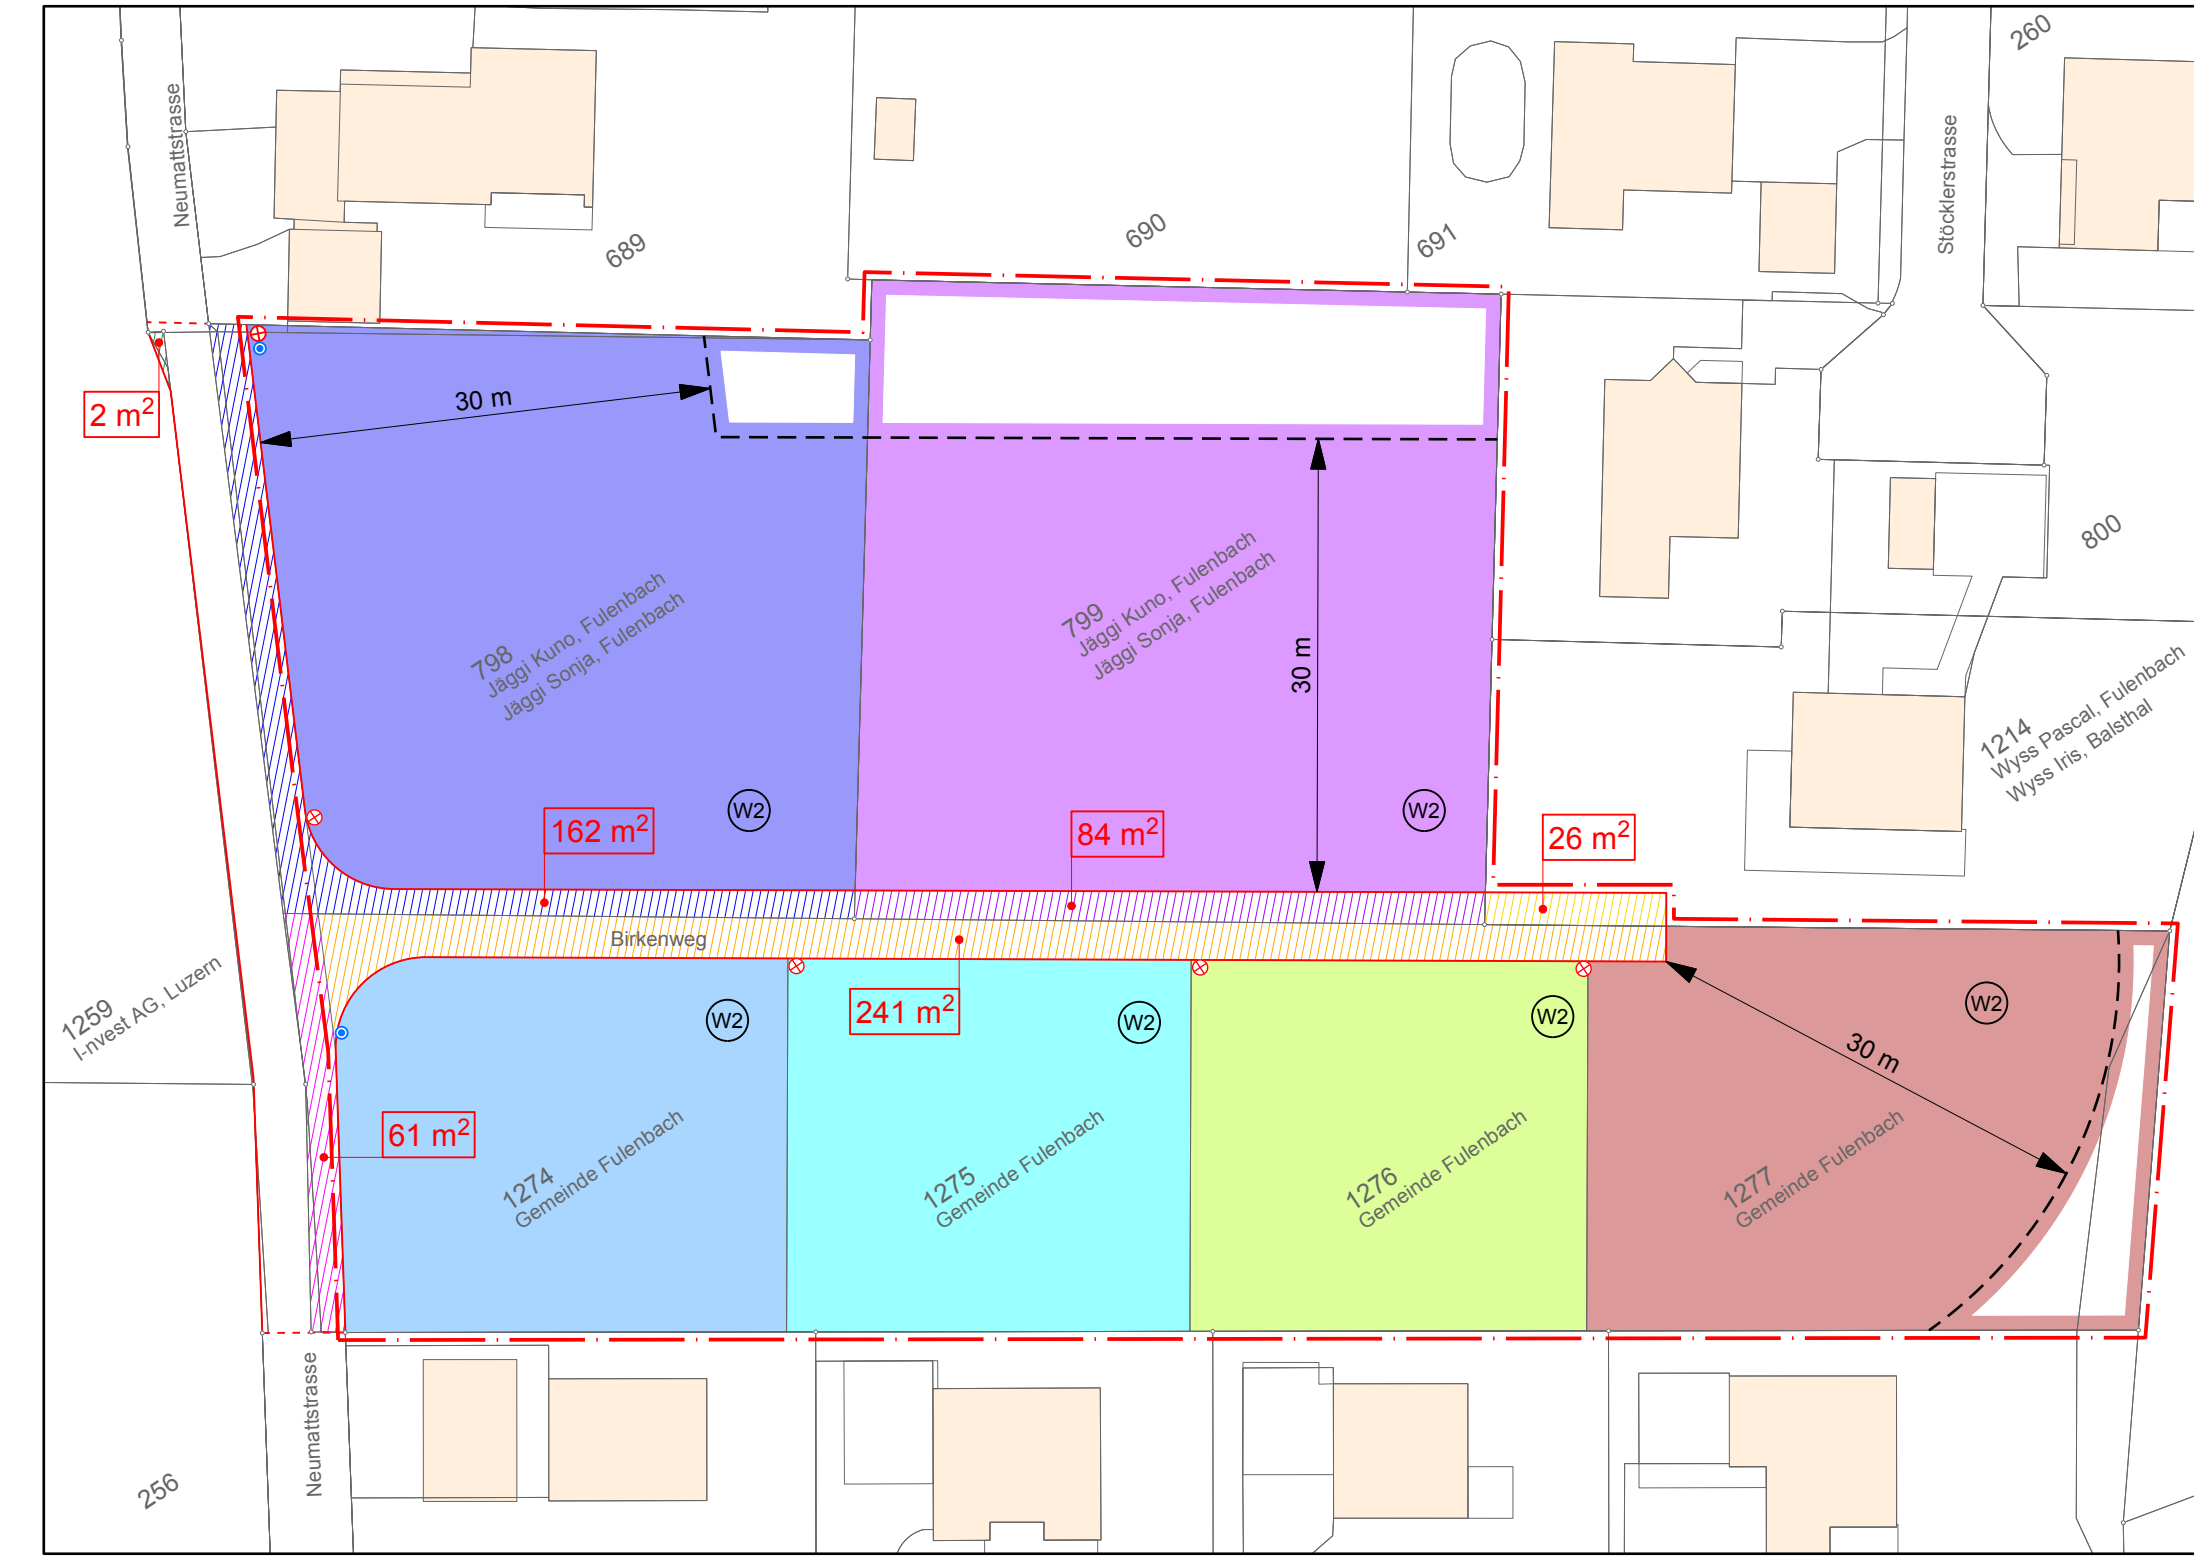 260
Neumattstrasse
Stöcklerstrasse
689
690
691
2 m²
30 m
800
798
Jäggi Kuno, Fulenbach
Jäggi Sonja, Fulenbach
799
Jäggi Kuno, Fulenbach
Jäggi Sonja, Fulenbach
30 m
1214
Wyss Pascal, Fulenbach
Wyss Iris, Balsthal
W2
W2
162 m²
84 m²
26 m²
Birkenweg
1259
I-nvest AG, Luzern
W2
241 m²
W2
W2
W2
30 m
61 m²
1274
Gemeinde Fulenbach
1275
Gemeinde Fulenbach
1276
Gemeinde Fulenbach
1277
Gemeinde Fulenbach
Neumattstrasse
256